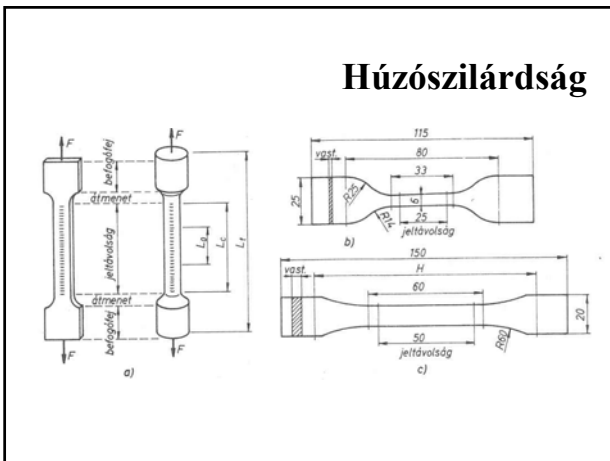 Húzószilárdság
F
F
befogófej
átmenet
jeltávolság
átmenet
befogófej
L₀
Lc
Lt
F
F
a)
115
vast.
80
33
R25
25
6
R14
25
jeltávolság
b)
150
vast.
H
60
50
jeltávolság
R60
20
c)